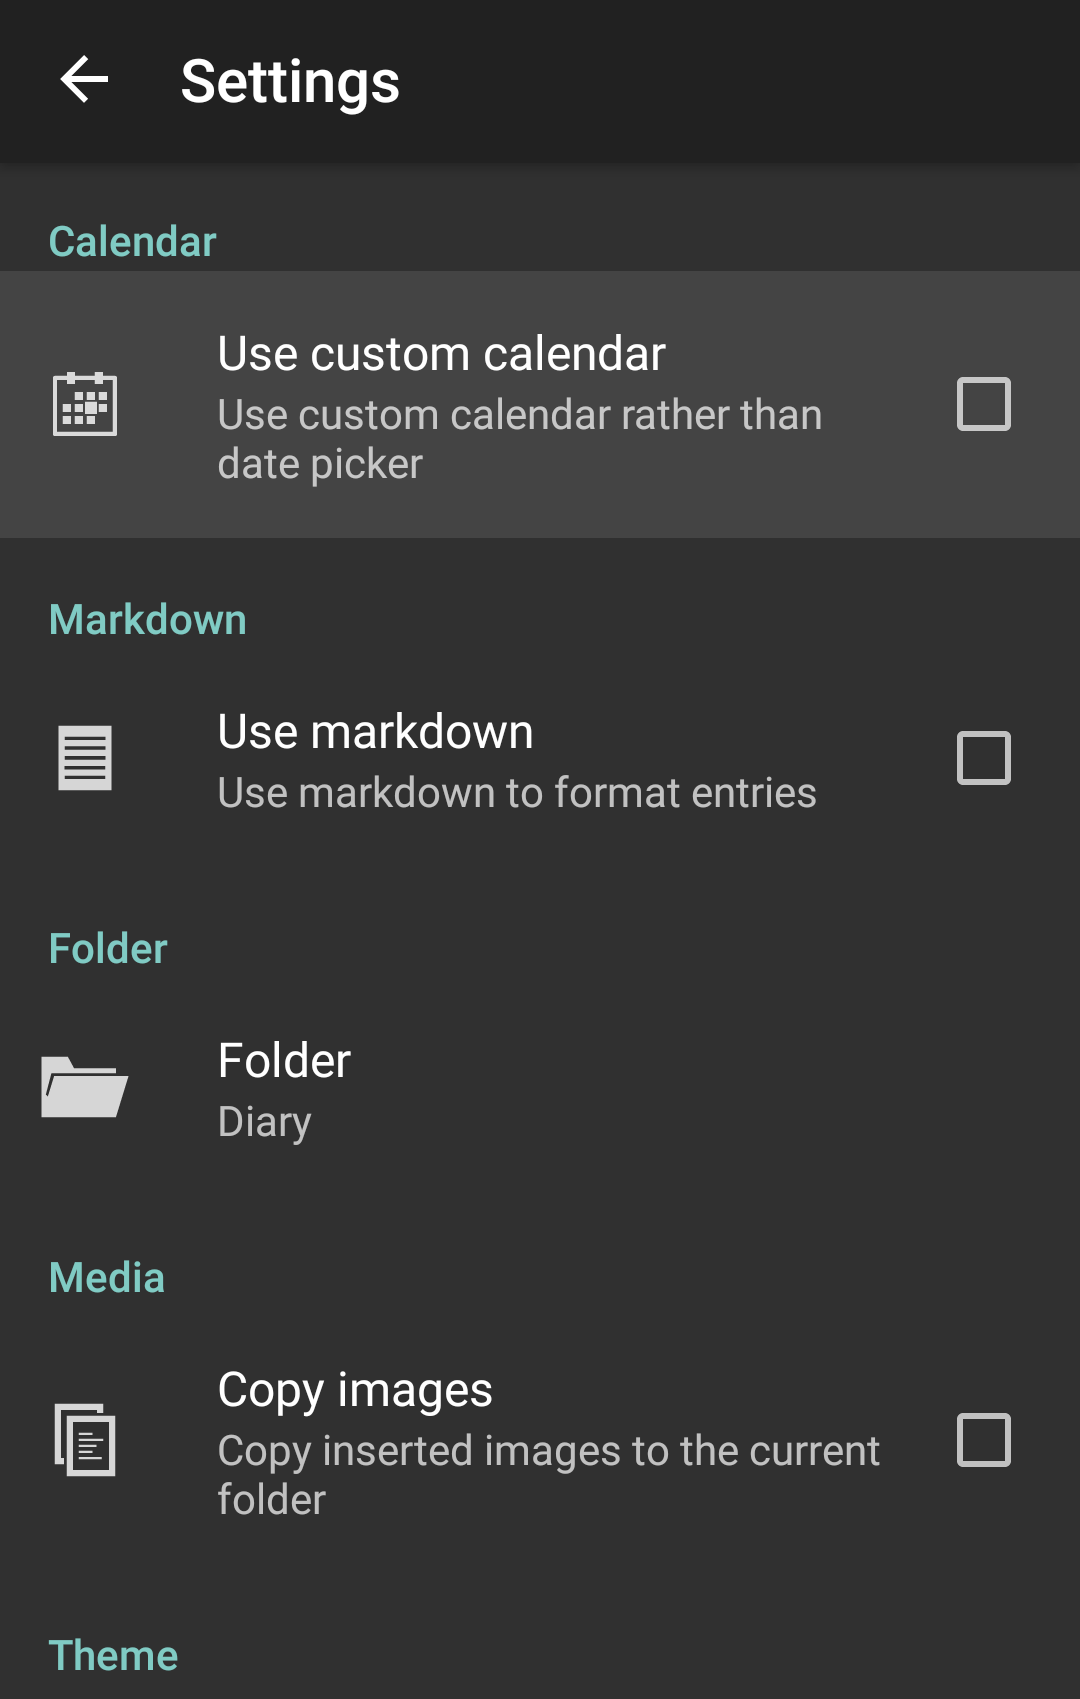 Settings
Calendar
Use custom calendar
Use custom calendar rather than
date picker
Markdown
Use markdown
Use markdown to format entries
Folder
Folder
Diary
Media
Copy images
Copy inserted images to the current
folder
Theme